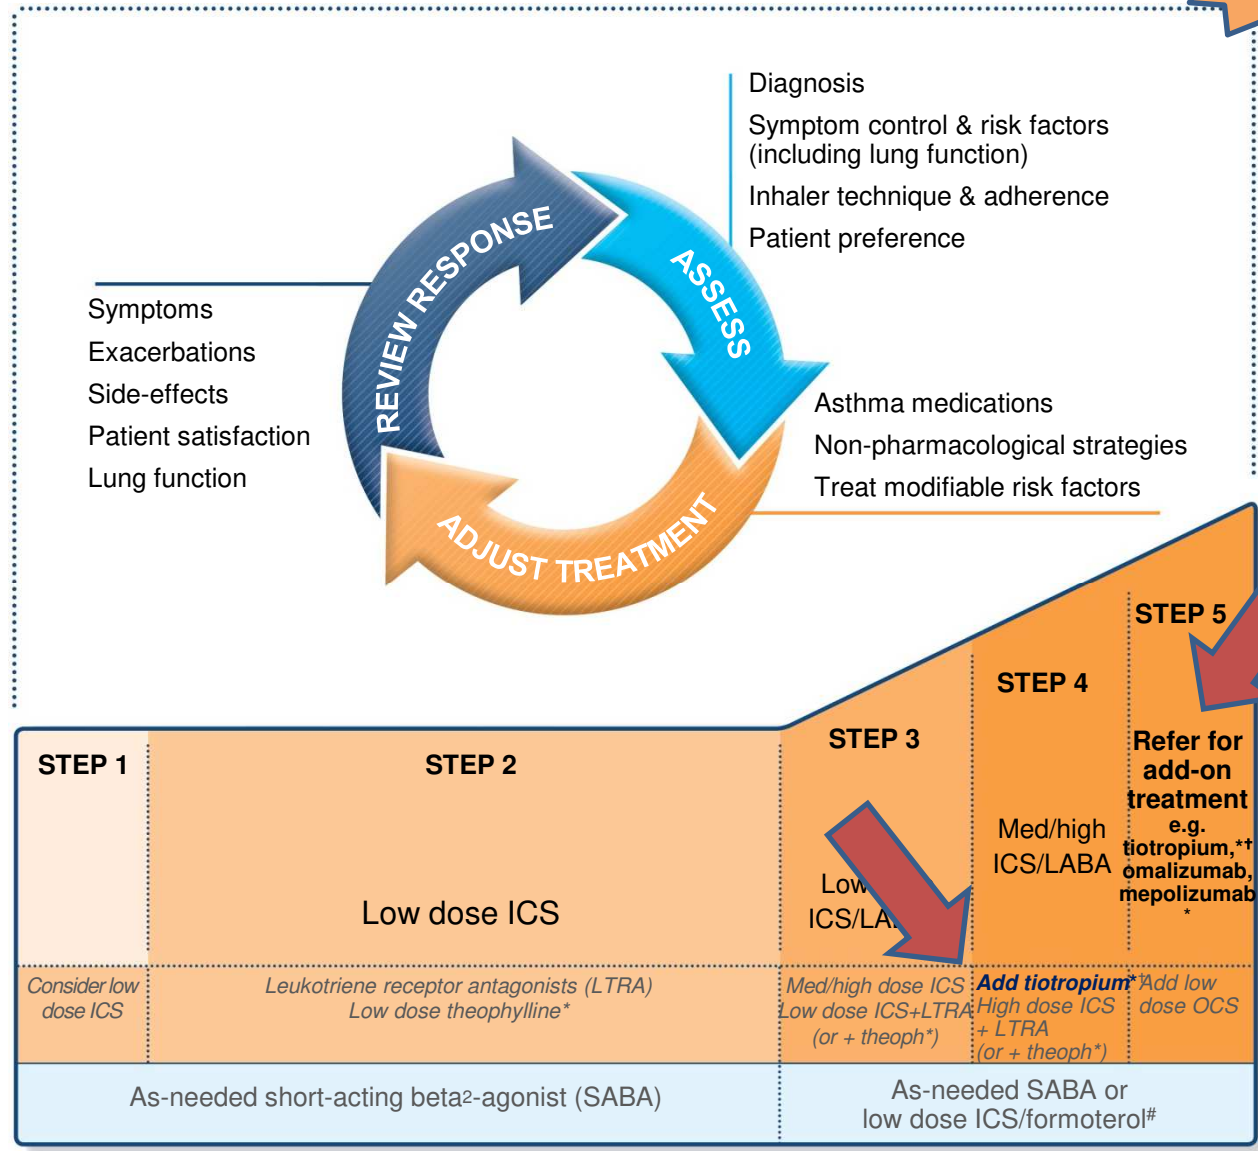 Diagnosis
Symptom control & risk factors
(including lung function)
Inhaler technique & adherence
Patient preference
REVIEW RESPONSE
ASSESS
ADJUST TREATMENT
Symptoms
Exacerbations
Side-effects
Patient satisfaction
Lung function
Asthma medications
Non-pharmacological strategies
Treat modifiable risk factors
STEP 1
Consider low
dose ICS
STEP 2
Low dose ICS
Leukotriene receptor antagonists (LTRA)
Low dose theophylline*
STEP 3
Low
ICS/LA
Med/high dose ICS
Low dose ICS+LTRA
(or + theoph*)
STEP 4
Med/high
ICS/LABA
Add tiotropium*†
High dose ICS
+ LTRA
(or + theoph*)
STEP 5
Refer for
add-on
treatment
e.g.
tiotropium,*†
omalizumab,
mepolizumab
*
Add low
dose OCS
As-needed short-acting beta2-agonist (SABA)
As-needed SABA or
low dose ICS/formoterol#